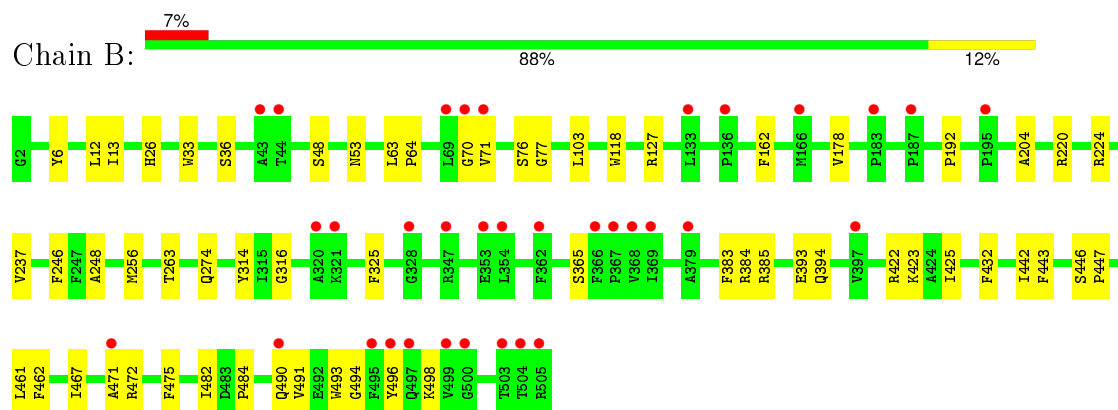 7%
Chain B:
88% 12%
G2 Y6 L12 I13 H26 W33 S36 A43 T44 S48 N53 L63 P64 L69 G70 V71 S76 G77 L103 W118 R127 L133 P136 F162 M166 V178 P183 P187 P192 P195 A204 R220 R224
V237 F246 F247 A248 M256 T263 Q274 Y314 I315 G316 A320 K321 F325 G328 R347 E353 L354 F362 S365 F366 P367 V368 I369 A379 F383 R384 R385 E393 Q394 V397 R422 K423 A424 I425 F432 I442 F443 S446 P447
L461 F462 I467 A471 R472 F475 I482 D483 P484 Q490 V491 E492 W493 G494 F495 Y496 Q497 K498 V499 G500 T503 T504 R505